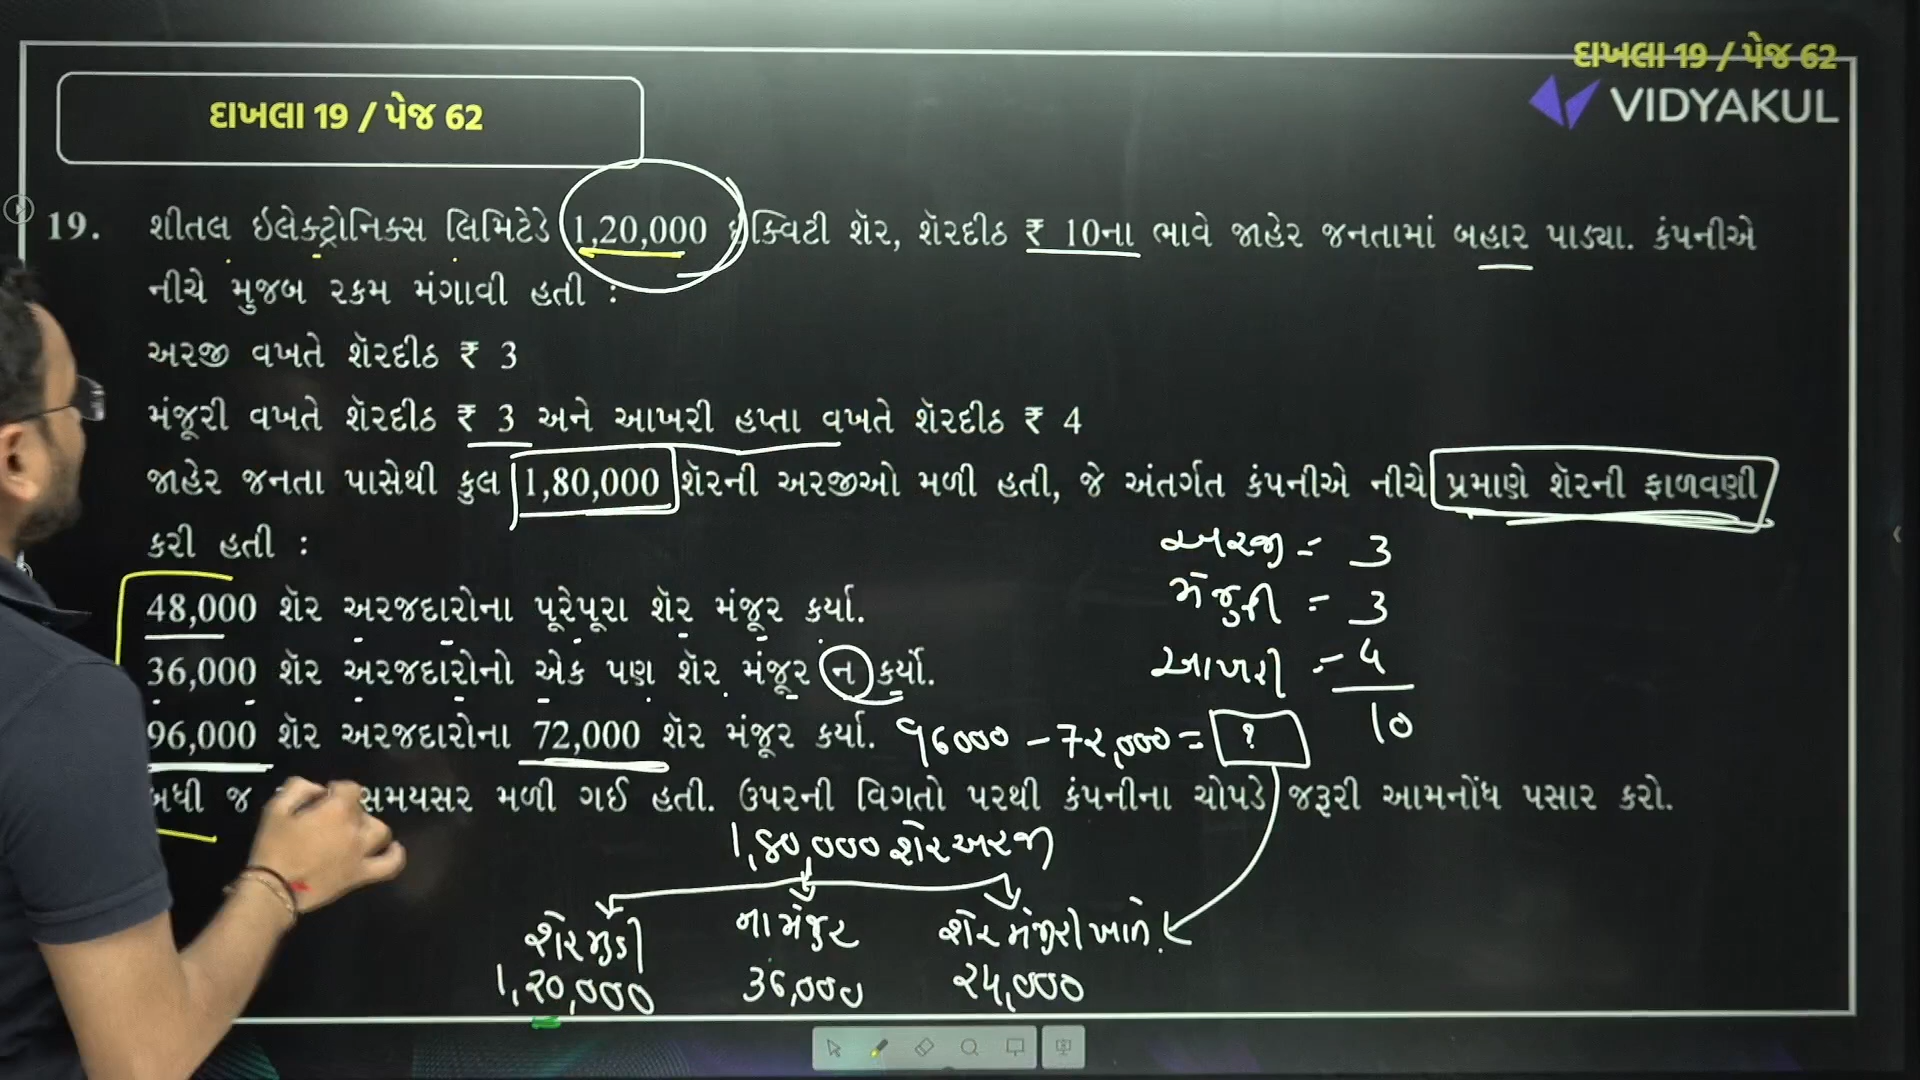 દાખલા 19 / પેજ 62
VIDYAKUL
દાખલા 19 / પેજ 62
19. શીતલ ઇલેક્ટ્રોનિક્સ લિમિટેડે 1,20,000 ઇક્વિટી શૅર, શૅરદીઠ ₹ 10ના ભાવે જાહેર જનતામાં બહાર પાડ્યા. કંપનીએ
નીચે મુજબ રકમ મંગાવી હતી :
અરજી વખતે શૅરદીઠ ₹ 3
મંજૂરી વખતે શૅરદીઠ ₹ 3 અને આખરી હપ્તા વખતે શૅરદીઠ ₹ 4
જાહેર જનતા પાસેથી કુલ 1,80,000 શૅરની અરજીઓ મળી હતી, જે અંતર્ગત કંપનીએ નીચે પ્રમાણે શૅરની ફાળવણી
કરી હતી :
અરજી = 3
મંજુરી = 3
આખરી = 4
10
48,000 શૅર અરજદારોના પૂરેપૂરા શૅર મંજૂર કર્યા.
36,000 શૅર અરજદારોનો એક પણ શૅર મંજૂર ન કર્યો.
96,000 શૅર અરજદારોના 72,000 શૅર મંજૂર કર્યા. ૯6000 - 7૨,000 = ?
બધી જ સમયસર મળી ગઈ હતી. ઉપરની વિગતો પરથી કંપનીના ચોપડે જરૂરી આમનોંધ પસાર કરો.
1,80,000 શેર અરજી
શેરમુડી નામંજુર શેર મંજુરી ખાતે.
1,20,000 36,000 ૨4,000